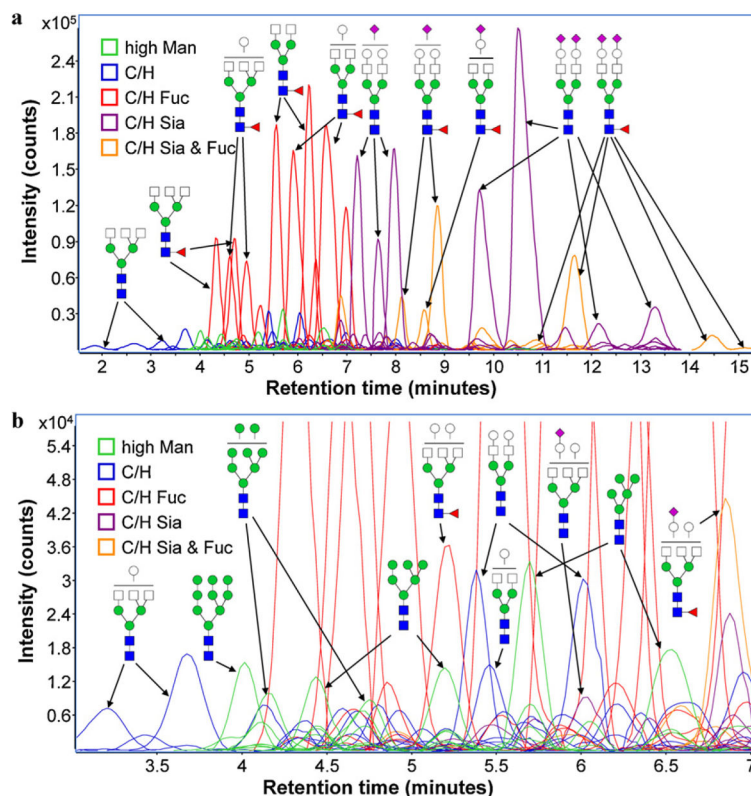 a
x10⁵
high Man
C/H
C/H Fuc
C/H Sia
C/H Sia & Fuc
Intensity (counts)
2.4
2.1
1.8
1.5
1.2
0.9
0.6
0.3
2 3 4 5 6 7 8 9 10 11 12 13 14 15
Retention time (minutes)
b
x10⁴
high Man
C/H
C/H Fuc
C/H Sia
C/H Sia & Fuc
Intensity (counts)
5.4
4.8
4.2
3.6
3
2.4
1.8
1.2
0.6
3.5 4 4.5 5 5.5 6 6.5 7
Retention time (minutes)